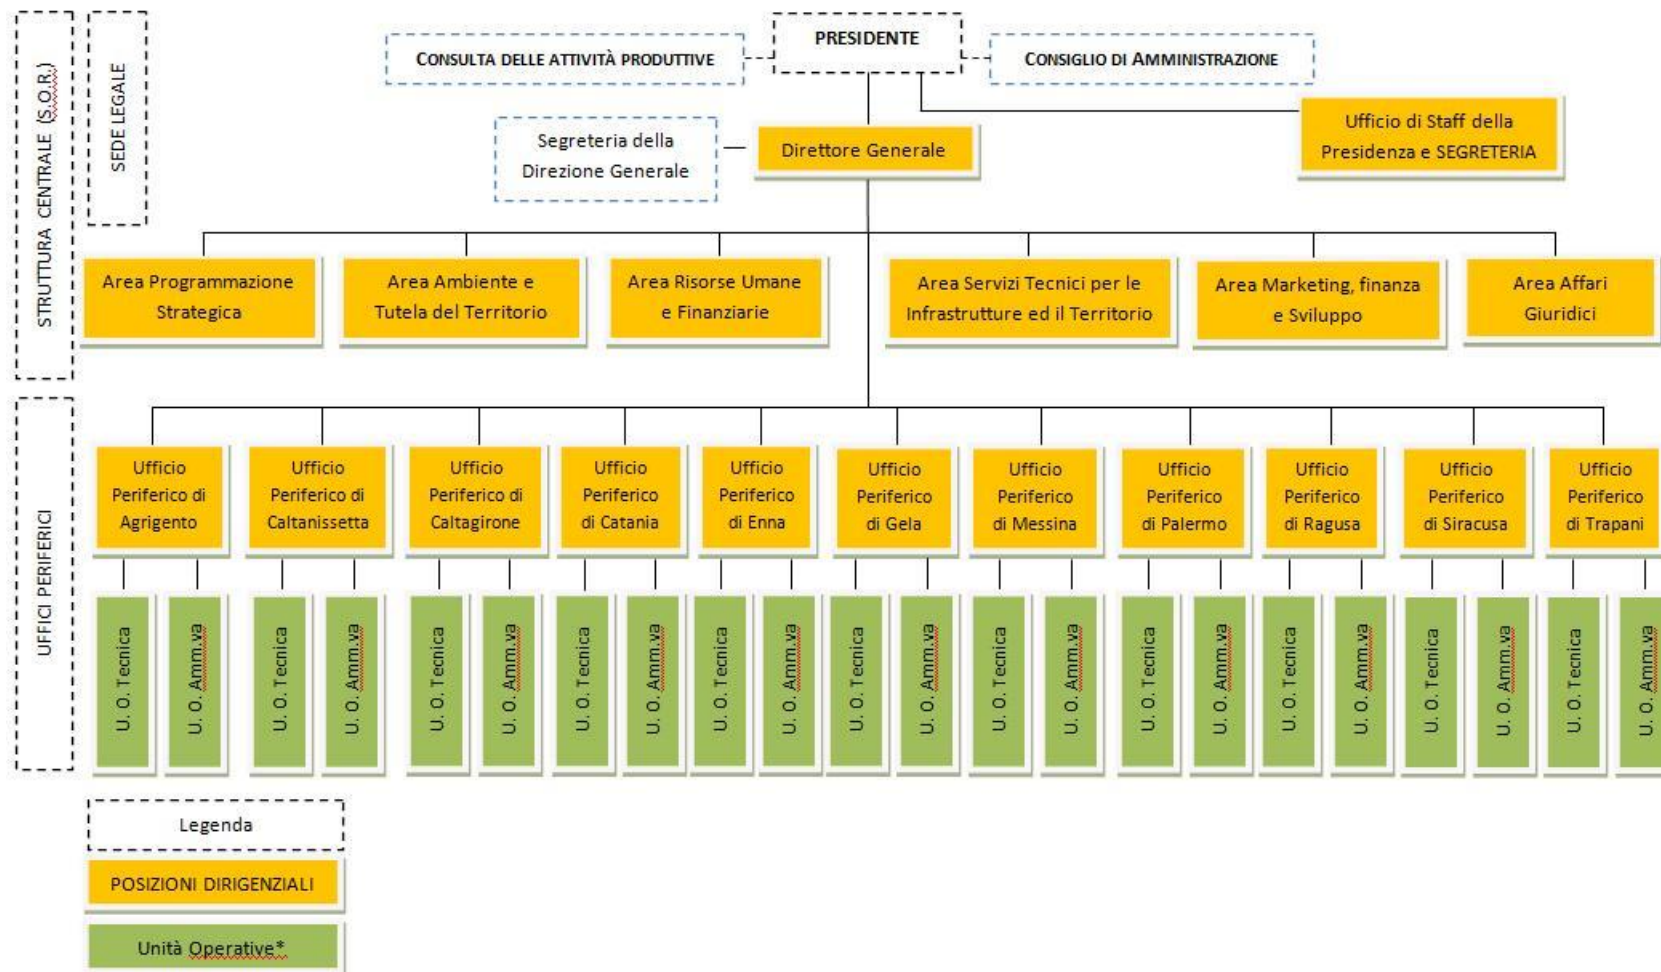 STRUTTURA CENTRALE (S.O.R.)
SEDE LEGALE
PRESIDENTE
CONSULTA DELLE ATTIVITÀ PRODUTTIVE
CONSIGLIO DI AMMINISTRAZIONE
Segreteria della
Direzione Generale
Direttore Generale
Ufficio di Staff della
Presidenza e SEGRETERIA
Area Programmazione
Strategica
Area Ambiente e
Tutela del Territorio
Area Risorse Umane
e Finanziarie
Area Servizi Tecnici per le
Infrastrutture ed il Territorio
Area Marketing, finanza
e Sviluppo
Area Affari
Giuridici
UFFICI PERIFERICI
Ufficio
Periferico di
Agrigento
Ufficio
Periferico di
Caltanissetta
Ufficio
Periferico di
Caltagirone
Ufficio
Periferico
di Catania
Ufficio
Periferico
di Enna
Ufficio
Periferico
di Gela
Ufficio
Periferico
di Messina
Ufficio
Periferico
di Palermo
Ufficio
Periferico
di Ragusa
Ufficio
Periferico
di Siracusa
Ufficio
Periferico
di Trapani
U. O. Tecnica
U. O. Amm.va
U. O. Tecnica
U. O. Amm.va
U. O. Tecnica
U. O. Amm.va
U. O. Tecnica
U. O. Amm.va
U. O. Tecnica
U. O. Amm.va
U. O. Tecnica
U. O. Amm.va
U. O. Tecnica
U. O. Amm.va
U. O. Tecnica
U. O. Amm.va
U. O. Tecnica
U. O. Amm.va
U. O. Tecnica
U. O. Amm.va
U. O. Tecnica
U. O. Amm.va
Legenda
POSIZIONI DIRIGENZIALI
Unità Operative*